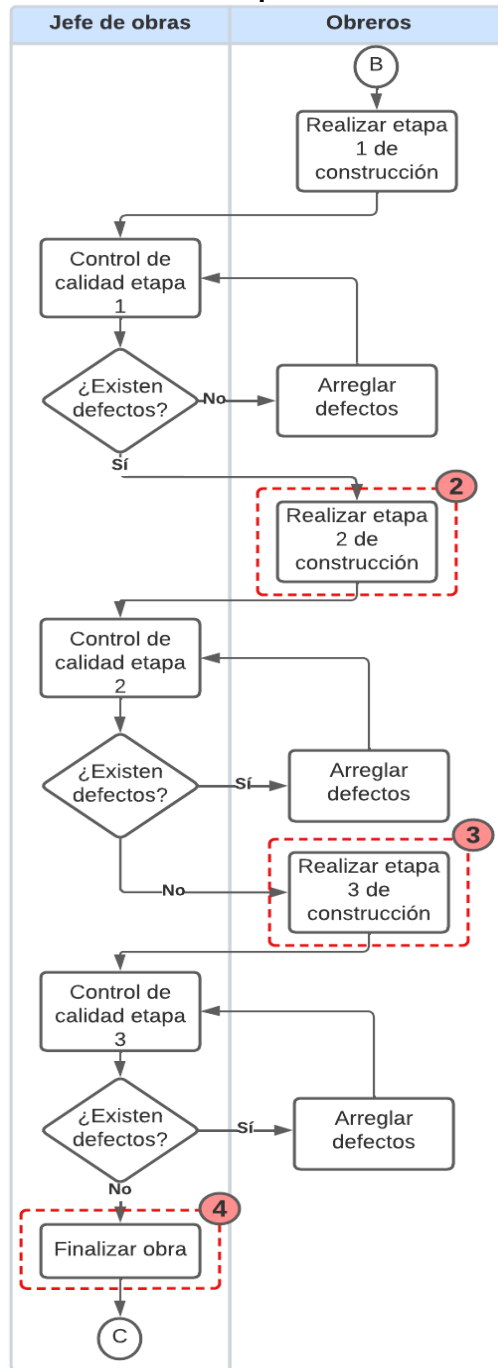 Jefe de obras
Obreros
B
Realizar etapa
1 de
construcción
Control de
calidad etapa
1
¿Existen
defectos?
No
Arreglar
defectos
Sí
2
Realizar etapa
2 de
construcción
Control de
calidad etapa
2
¿Existen
defectos?
Sí
Arreglar
defectos
3
No
Realizar etapa
3 de
construcción
Control de
calidad etapa
3
¿Existen
defectos?
Sí
Arreglar
defectos
No
4
Finalizar obra
C